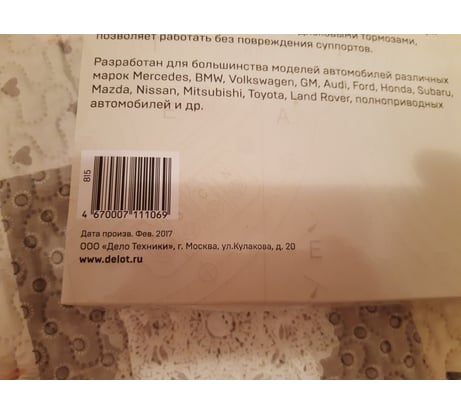 дисковыми тормозами,
позволяет работать без повреждения суппортов.
Разработан для большинства моделей автомобилей различных
марок Mercedes, BMW, Volkswagen, GM, Audi, Ford, Honda, Subaru,
Mazda, Nissan, Mitsubishi, Toyota, Land Rover, полноприводных
автомобилей и др.
815
4 670007 111069
Дата произв. Фев. 2017
ООО «Дело Техники», г. Москва, ул.Кулакова, д. 20
www.delot.ru